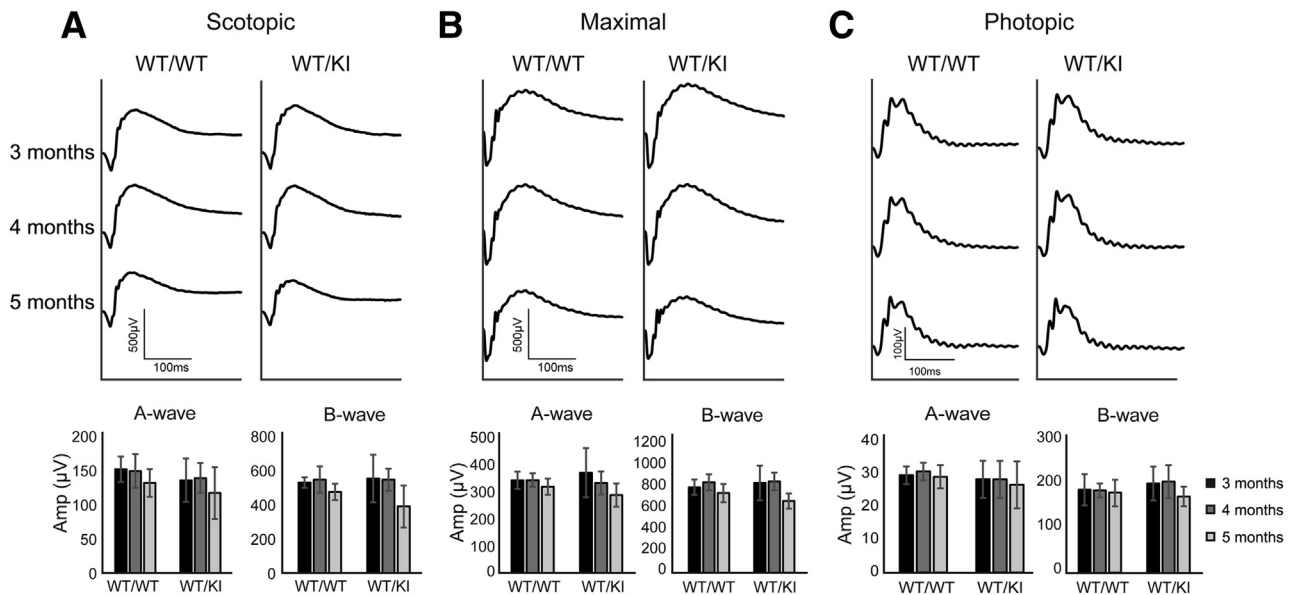 A Scotopic
B Maximal
C Photopic
WT/WT WT/KI
WT/WT WT/KI
WT/WT WT/KI
3 months
4 months
5 months
500µV
100ms
500µV
100ms
100µV
100ms
A-wave
Amp (µV)
200
150
100
50
0
WT/WT WT/KI
B-wave
800
600
400
200
0
WT/WT WT/KI
A-wave
Amp (µV)
500
400
300
200
100
0
WT/WT WT/KI
B-wave
1200
1000
800
600
400
200
0
WT/WT WT/KI
A-wave
Amp (µV)
40
30
20
10
0
WT/WT WT/KI
B-wave
300
200
100
0
WT/WT WT/KI
3 months
4 months
5 months